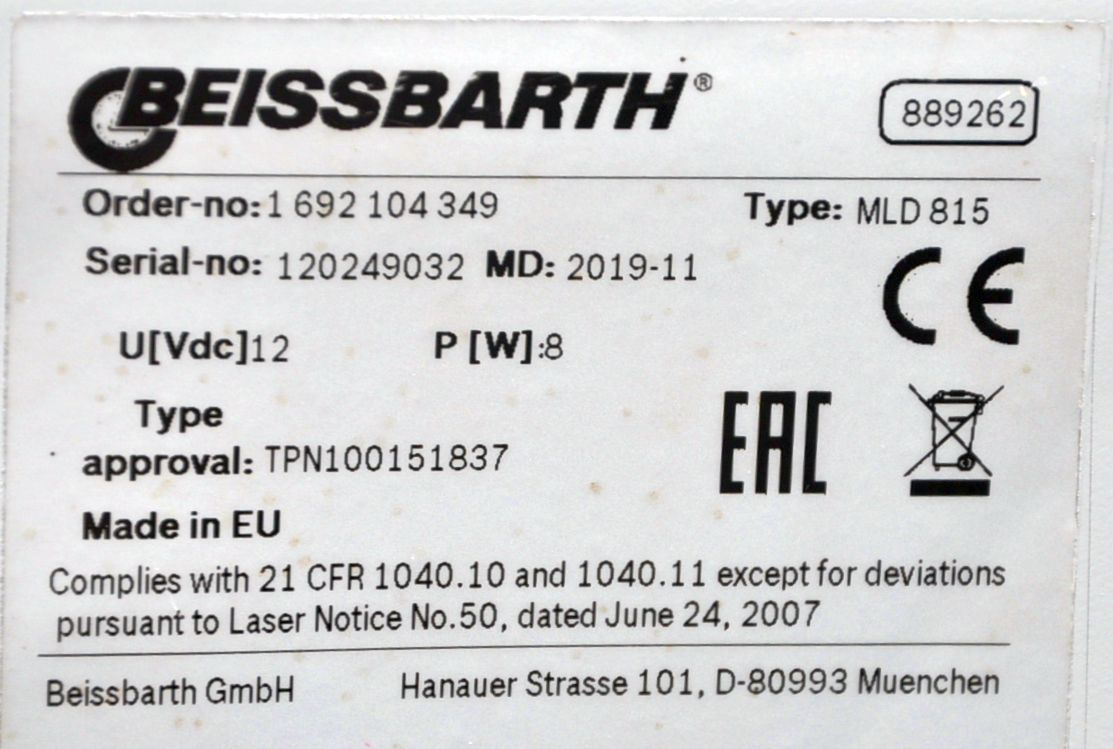 BEISSBARTH® 889262
Order-no: 1 692 104 349 Type: MLD 815
Serial-no: 120249032 MD: 2019-11
CE
U[Vdc]12 P [W]:8
Type
approval: TPN100151837
EAC
Made in EU
Complies with 21 CFR 1040.10 and 1040.11 except for deviations
pursuant to Laser Notice No.50, dated June 24, 2007
Beissbarth GmbH Hanauer Strasse 101, D-80993 Muenchen